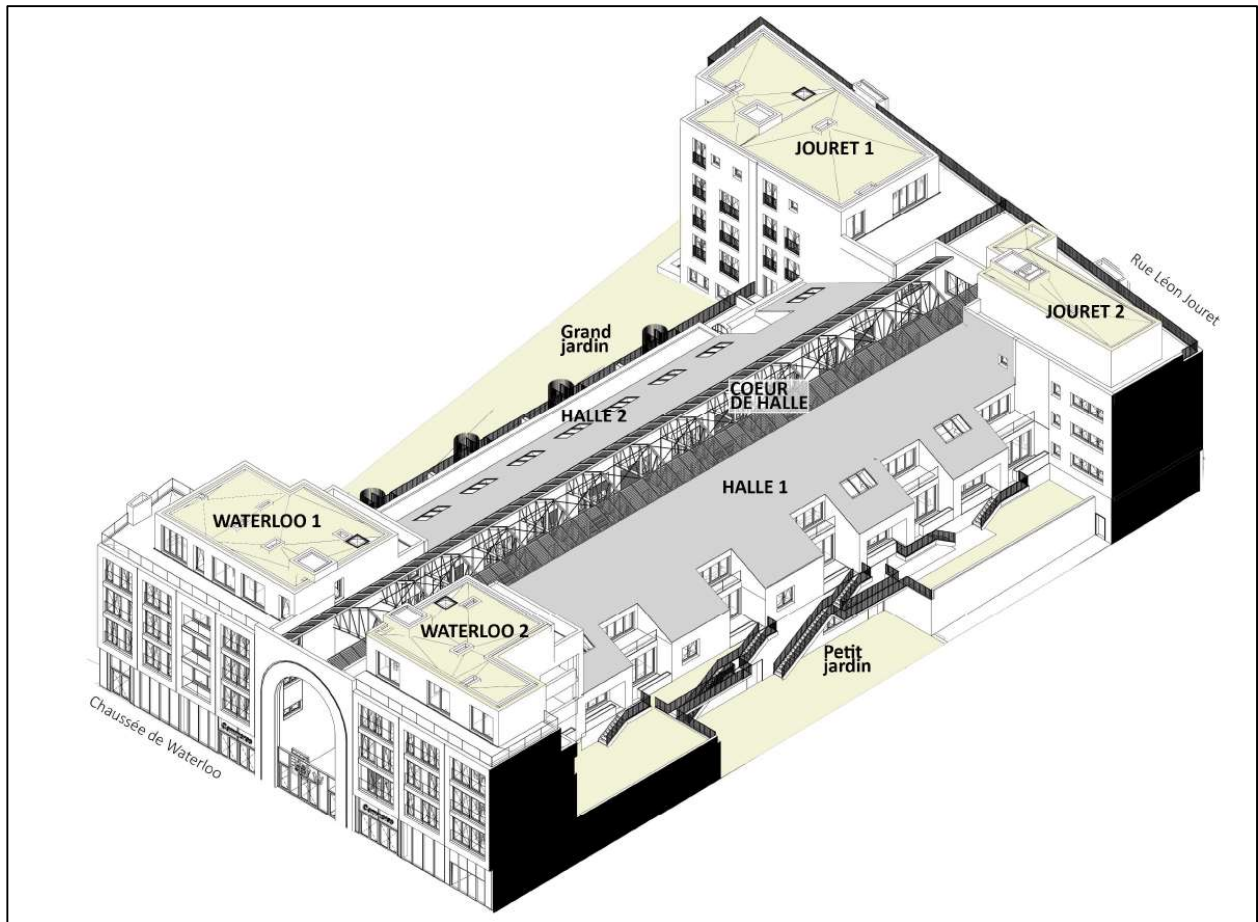 JOURET 1
Rue Léon Jouret
JOURET 2
Grand
jardin
COEUR
DE HALLE
HALLE 2
HALLE 1
WATERLOO 1
WATERLOO 2
Petit
jardin
Chaussée de Waterloo